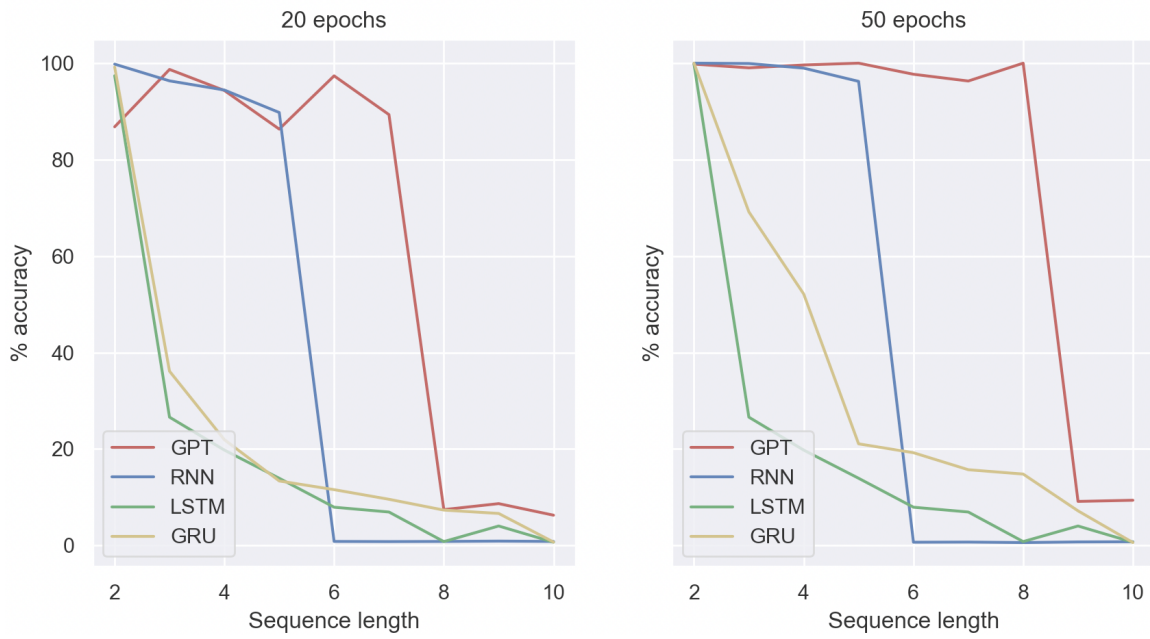 20 epochs
% accuracy
100
80
60
40
20
0
GPT
RNN
LSTM
GRU
2 4 6 8 10
Sequence length
50 epochs
% accuracy
GPT
RNN
LSTM
GRU
2 4 6 8 10
Sequence length